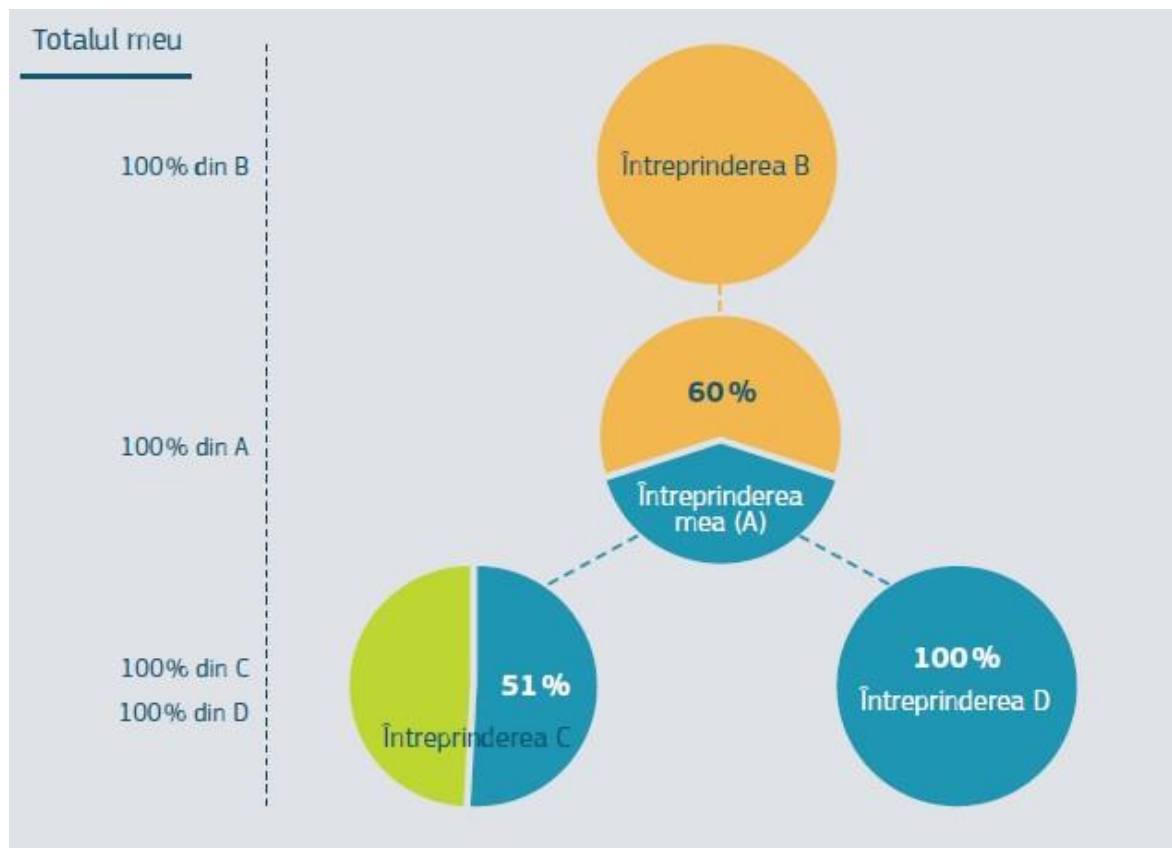 Totalul meu
100% din B
Întreprinderea B
60%
100% din A
Întreprinderea
mea (A)
100% din C
100% din D
51%
Întreprinderea C
100%
Întreprinderea D